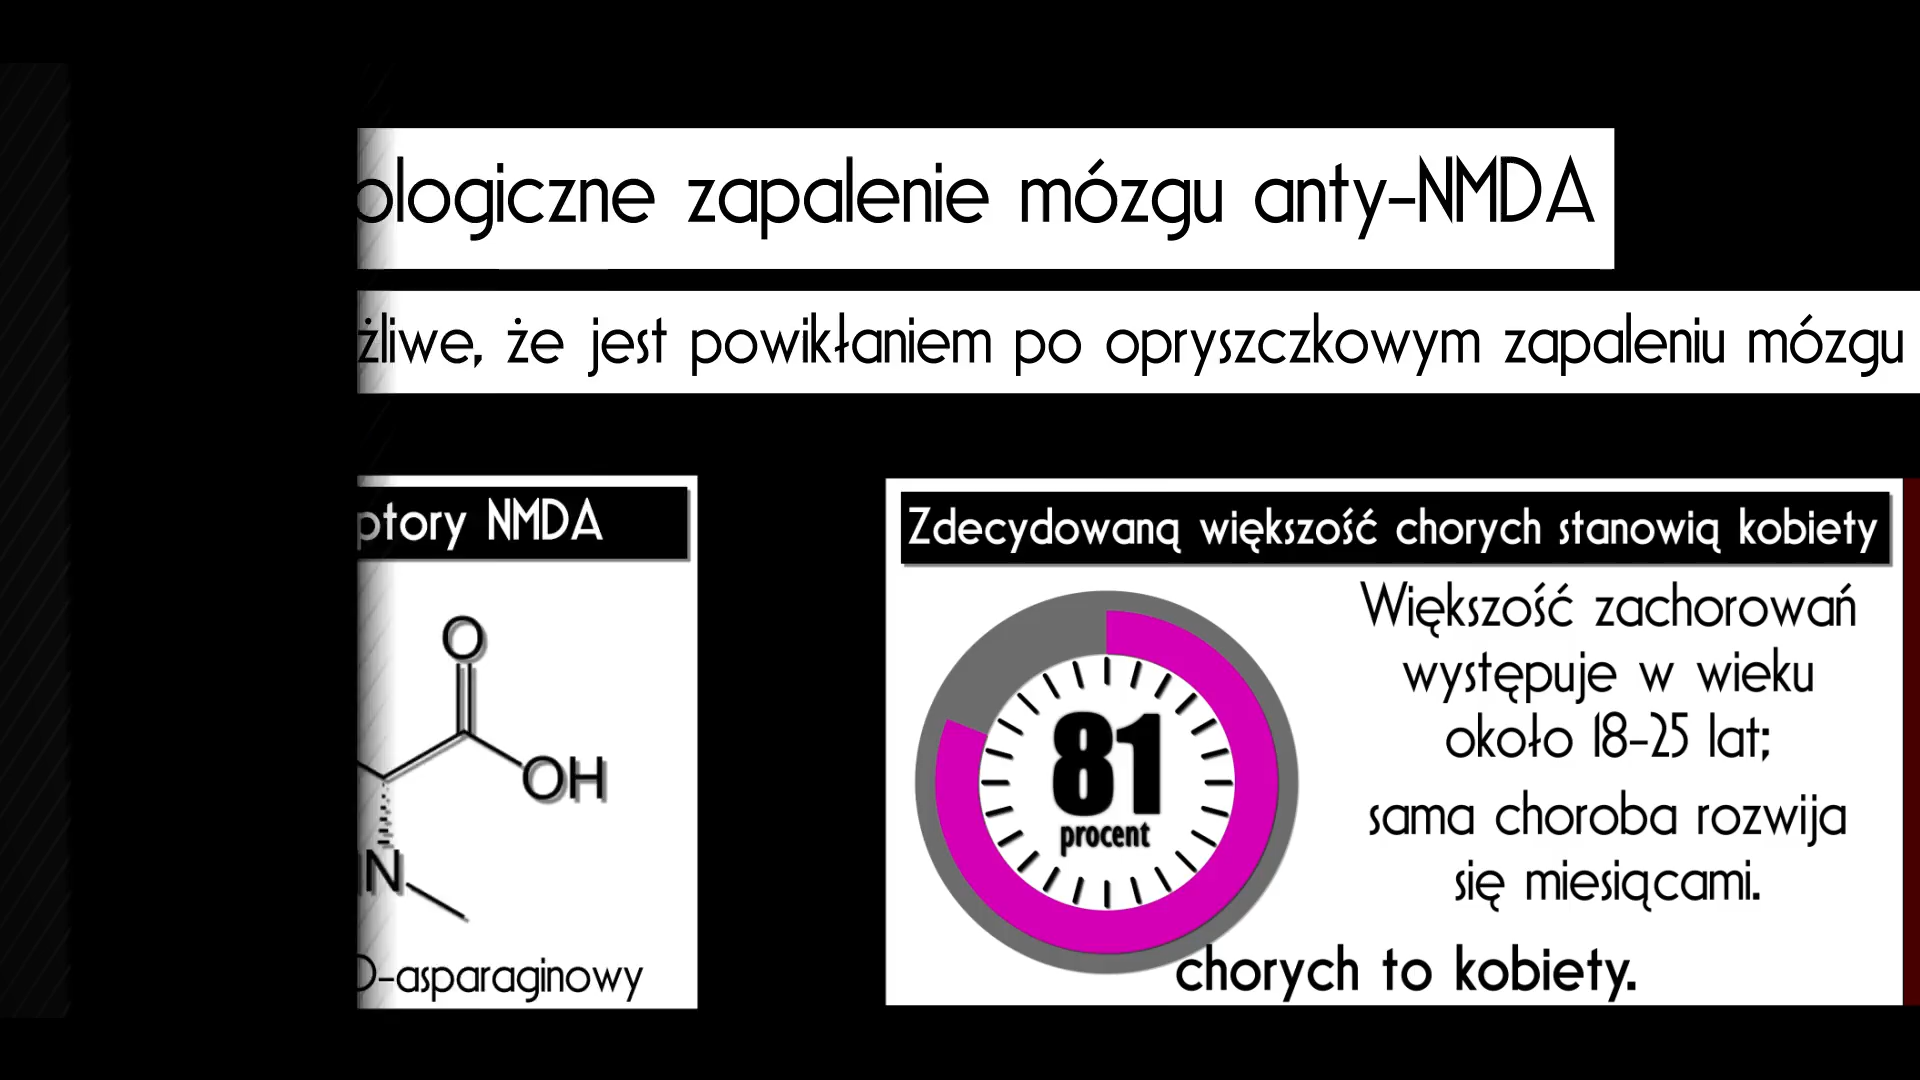 ologiczne zapalenie mózgu anty-NMDA
żliwe, że jest powikłaniem po opryszczkowym zapaleniu mózgu
ptory NMDA
O
OH
N
D-asparaginowy
Zdecydowaną większość chorych stanowią kobiety
81
procent
Większość zachorowań
występuje w wieku
około 18-25 lat;
sama choroba rozwija
się miesiącami.
chorych to kobiety.